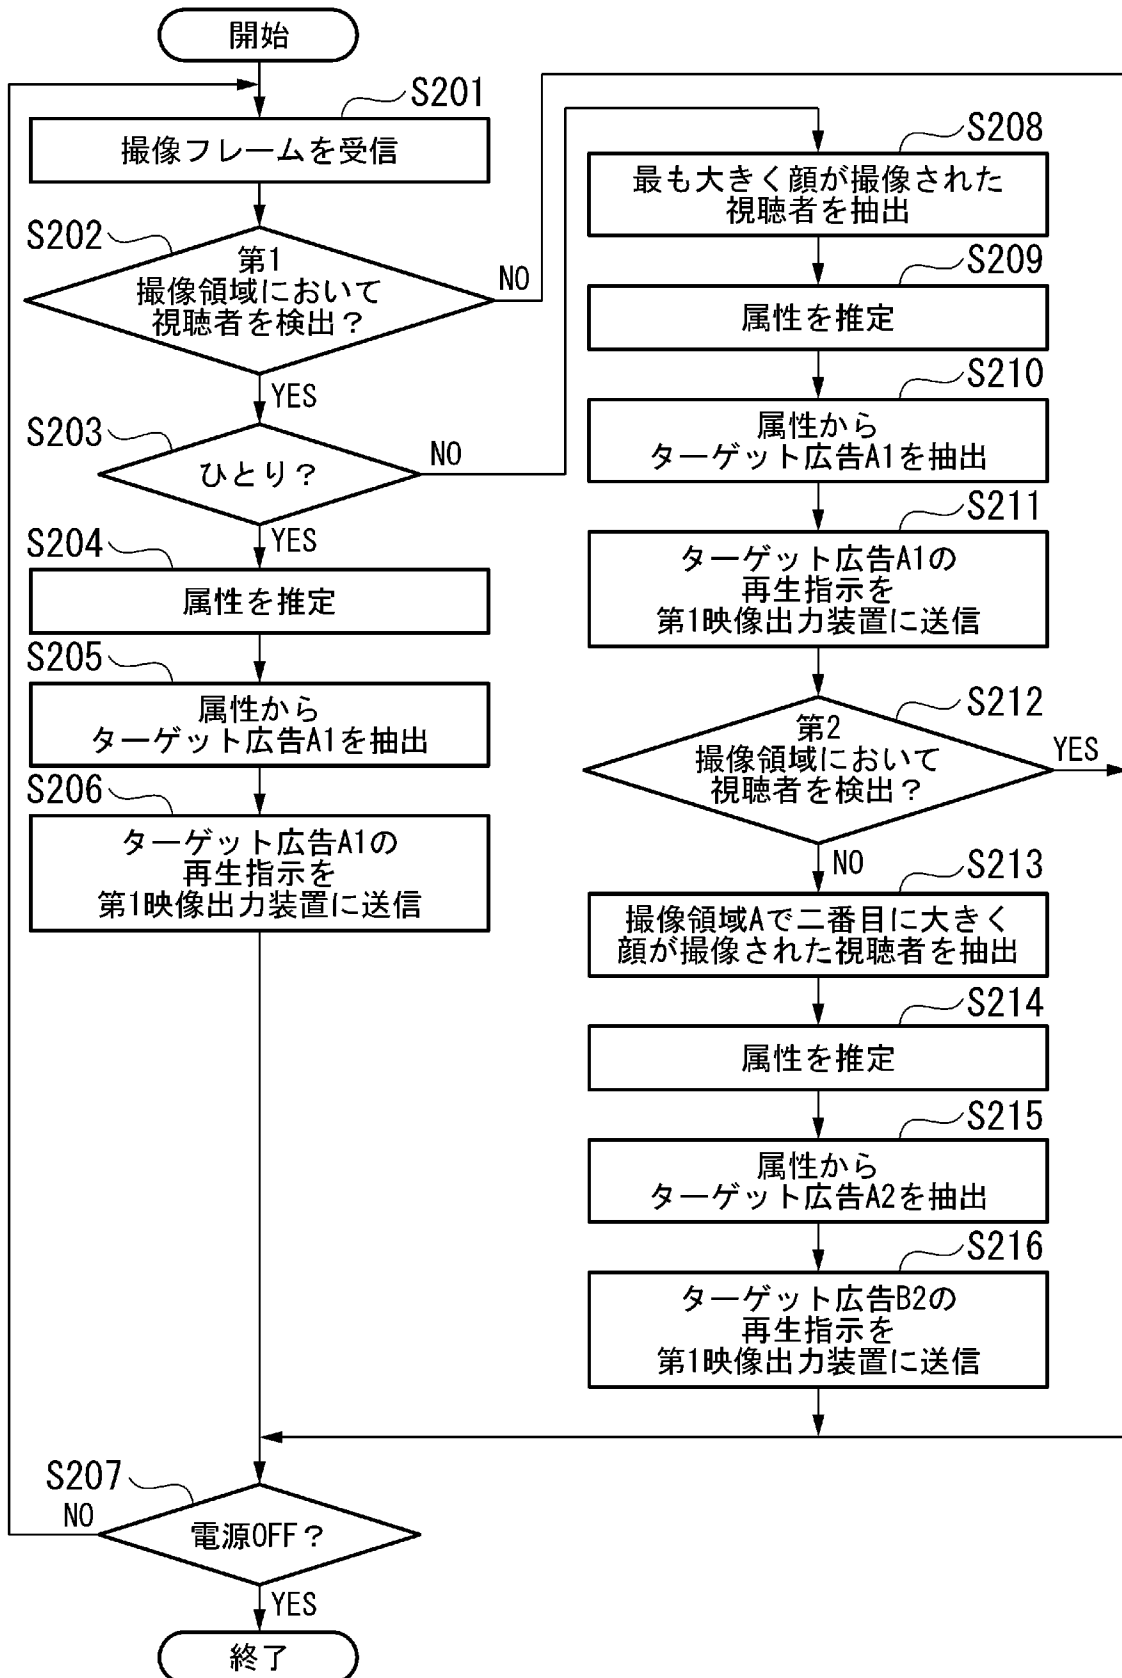 開始
S201
撮像フレームを受信
S202
第1
撮像領域において
視聴者を検出？
NO
YES
S203
ひとり？
NO
YES
S204
属性を推定
S205
属性から
ターゲット広告A1を抽出
S206
ターゲット広告A1の
再生指示を
第1映像出力装置に送信
S207
電源OFF？
NO
YES
終了
S208
最も大きく顔が撮像された
視聴者を抽出
S209
属性を推定
S210
属性から
ターゲット広告A1を抽出
S211
ターゲット広告A1の
再生指示を
第1映像出力装置に送信
S212
第2
撮像領域において
視聴者を検出？
YES
NO
S213
撮像領域Aで二番目に大きく
顔が撮像された視聴者を抽出
S214
属性を推定
S215
属性から
ターゲット広告A2を抽出
S216
ターゲット広告B2の
再生指示を
第1映像出力装置に送信